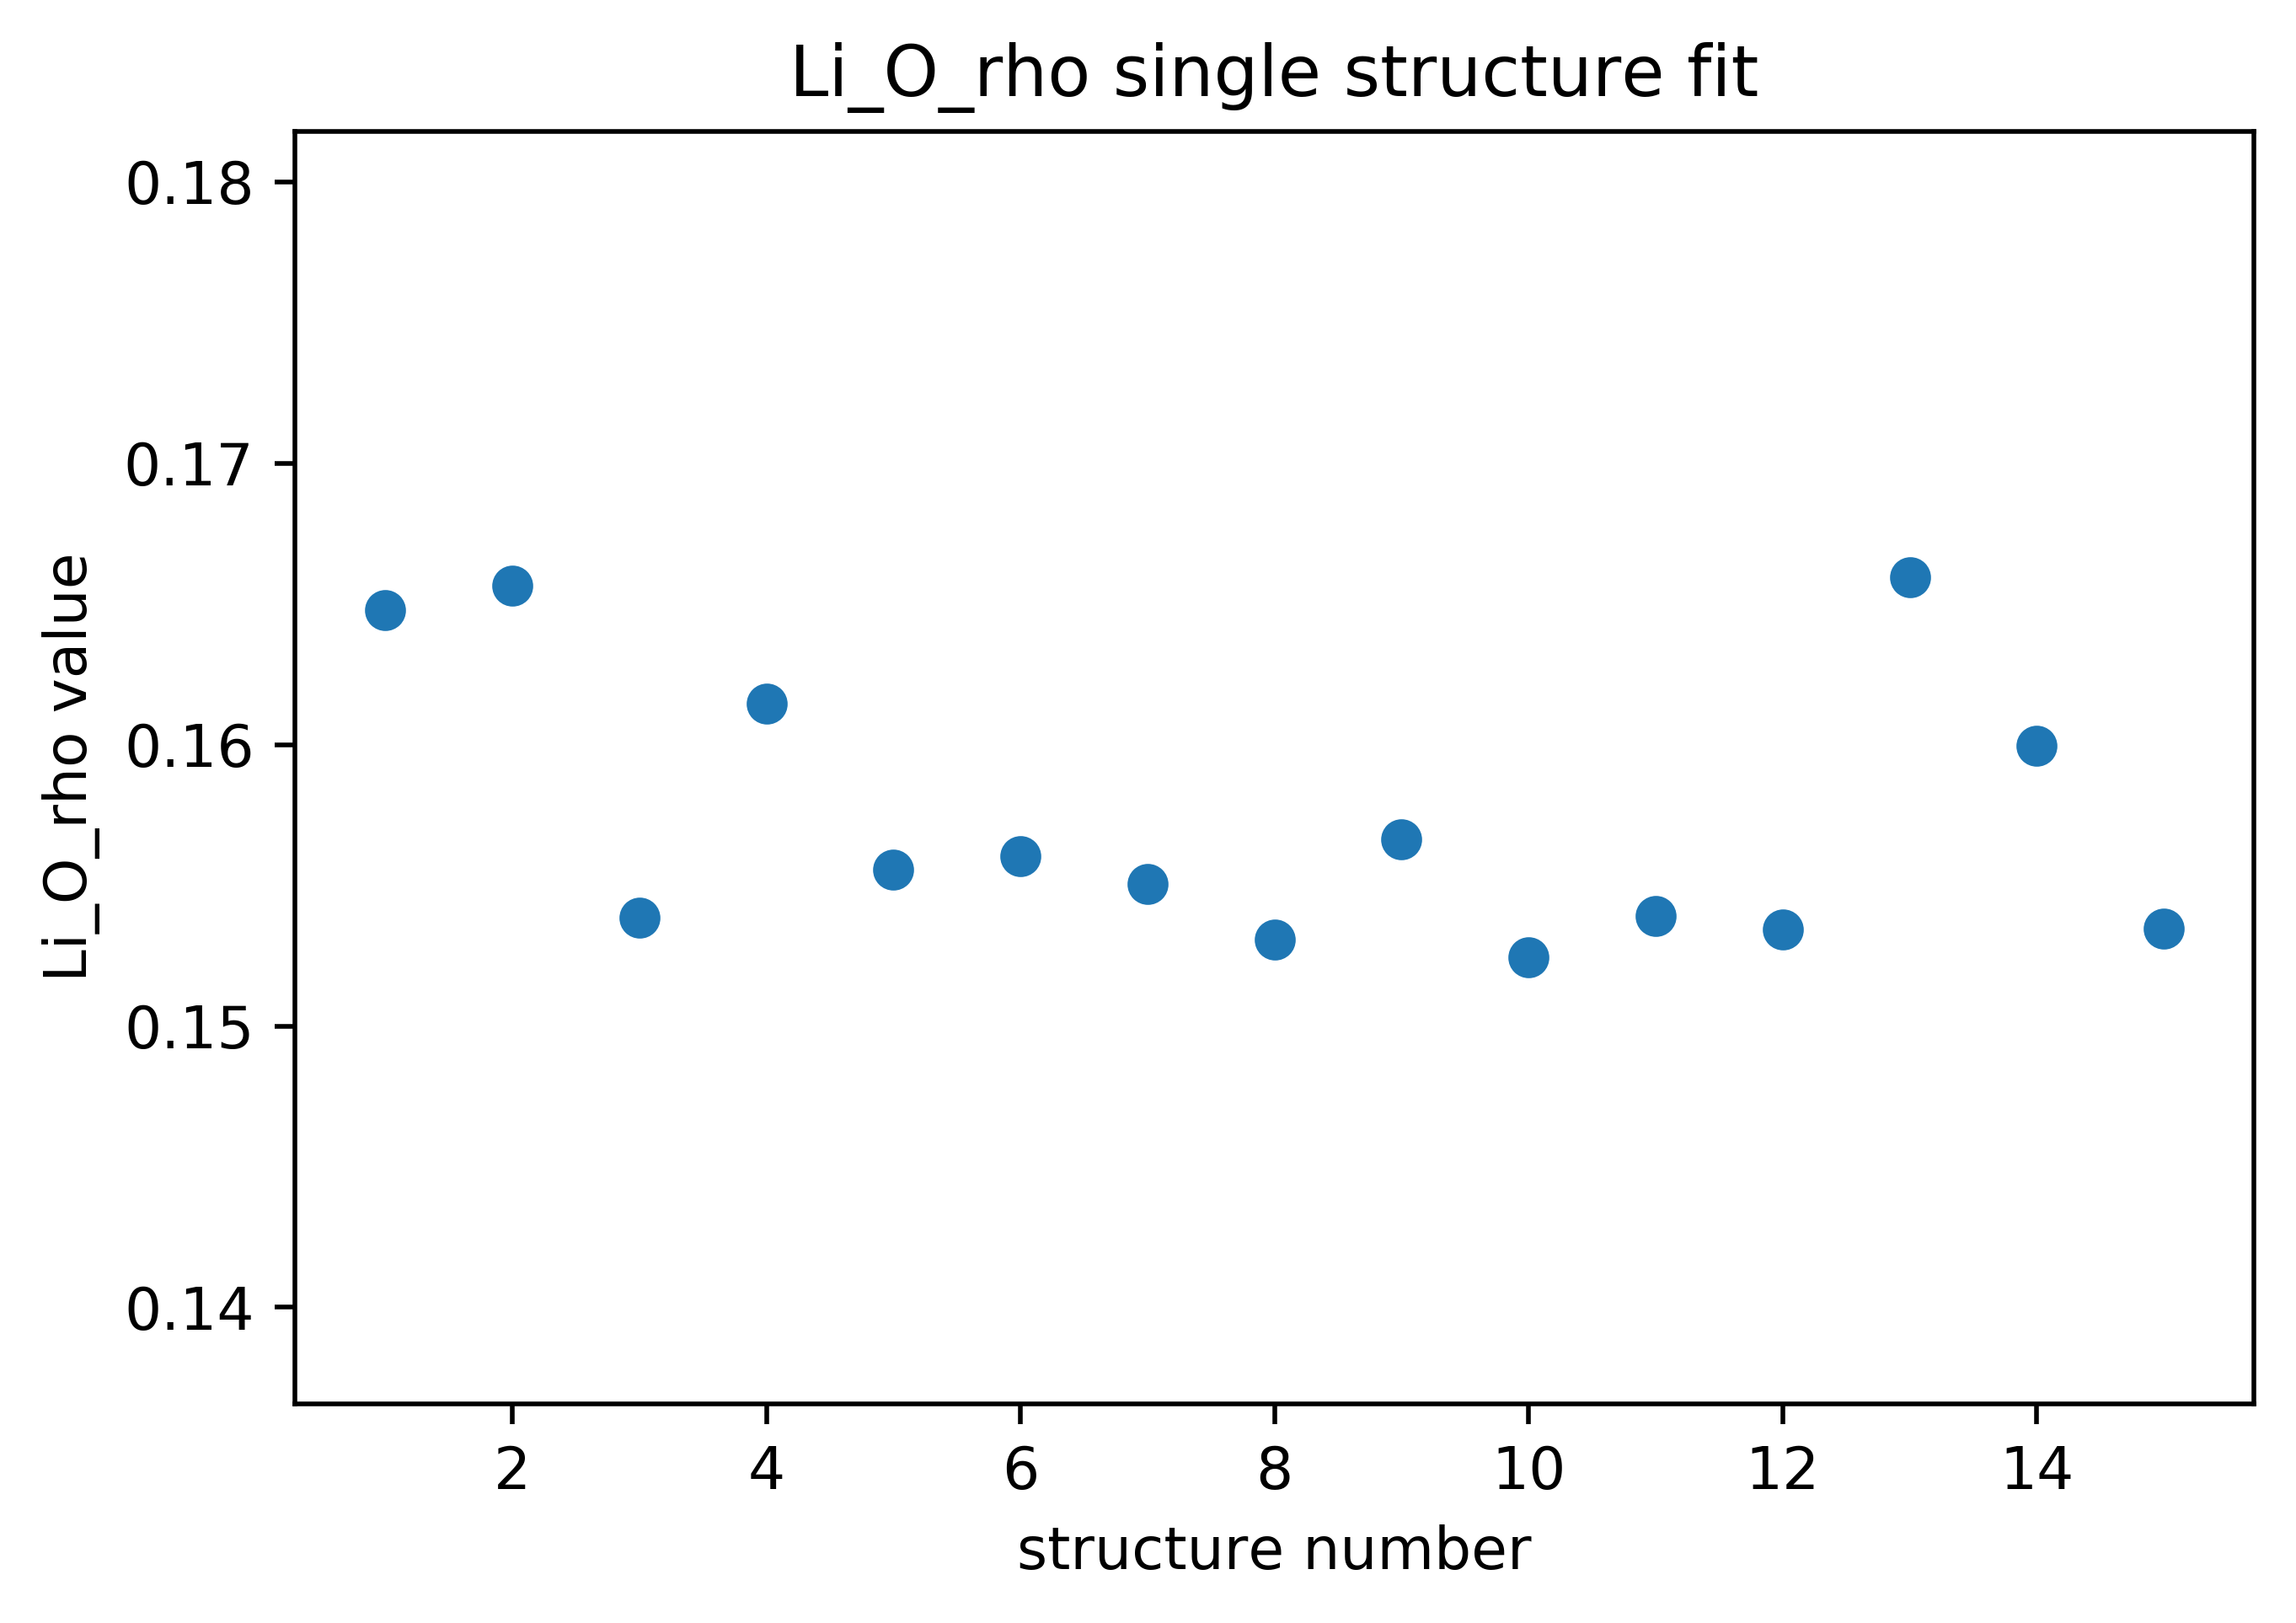 Li_O_rho single structure fit
0.18
0.17
0.16
0.15
0.14
Li_O_rho value
2 4 6 8 10 12 14
structure number